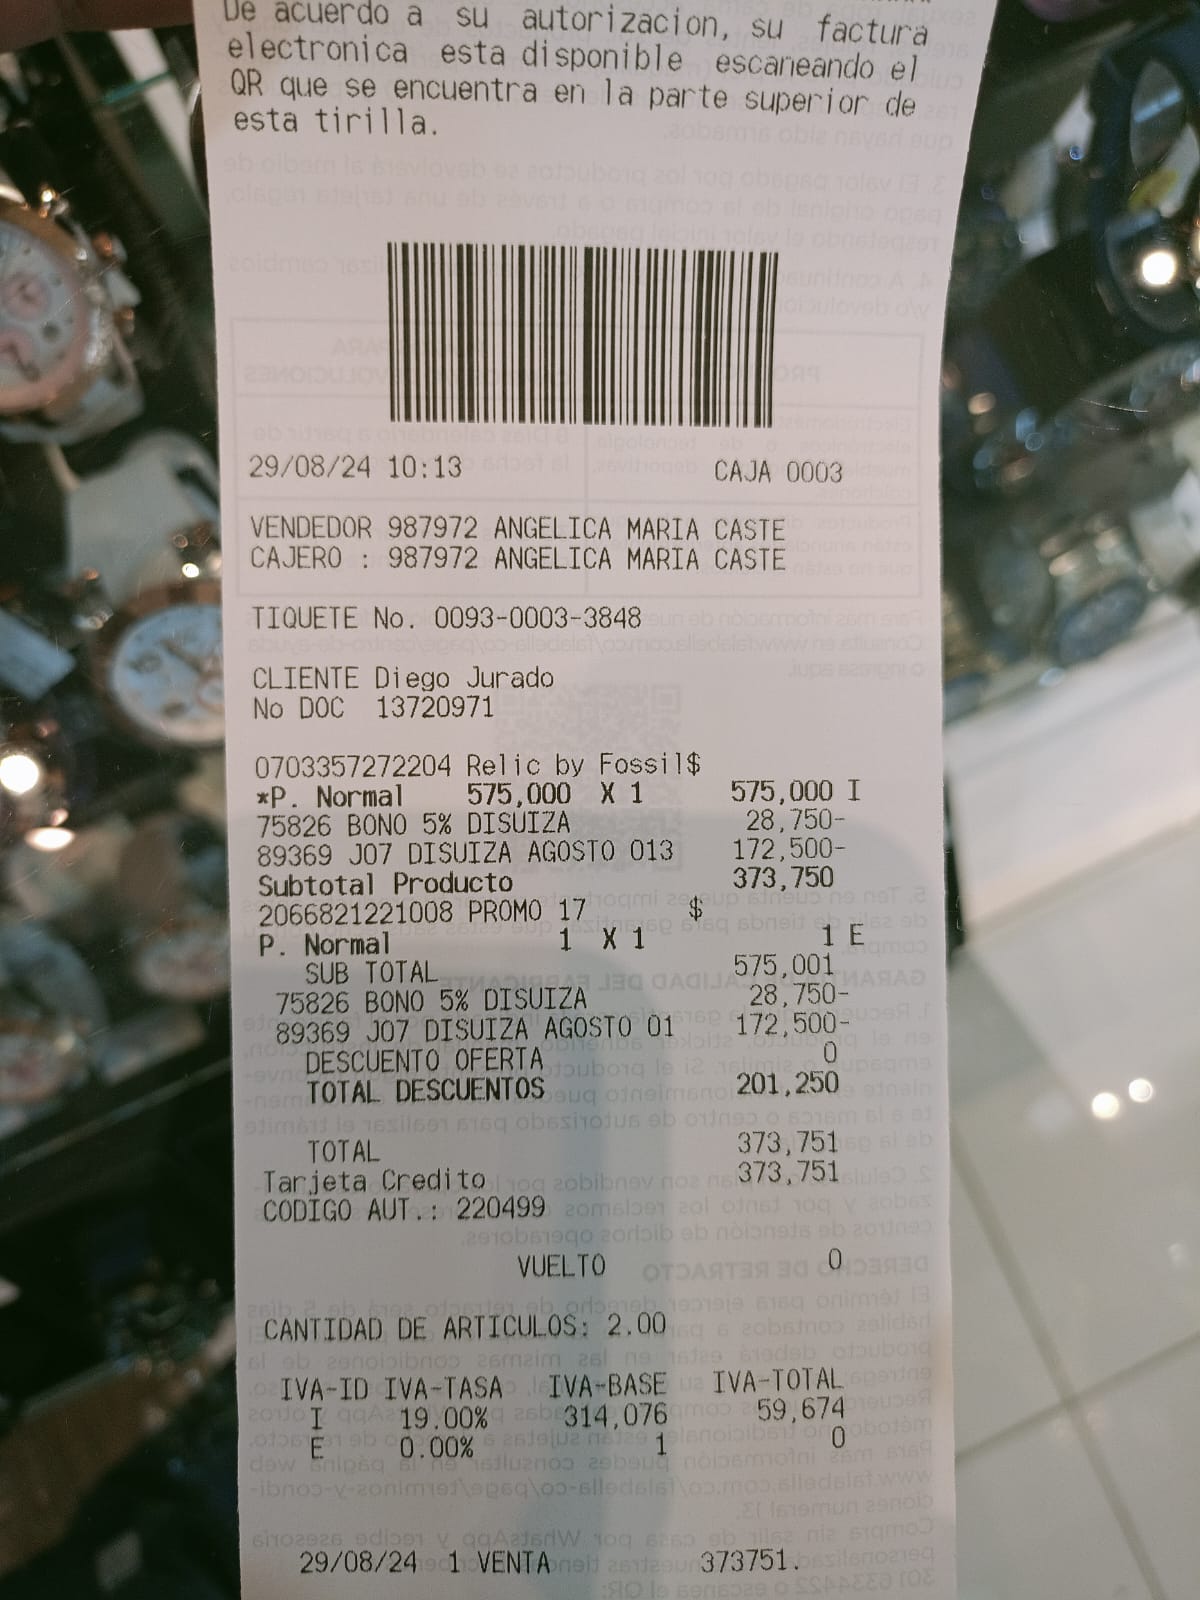 De acuerdo a su autorizacion, su factura
electronica esta disponible escaneando el
QR que se encuentra en la parte superior de
esta tirilla.
29/08/24 10:13 CAJA 0003
VENDEDOR 987972 ANGELICA MARIA CASTE
CAJERO : 987972 ANGELICA MARIA CASTE
TIQUETE No. 0093-0003-3848
CLIENTE Diego Jurado
No DOC 13720971
0703357272204 Relic by Fossil$
*P. Normal 575,000 X 1 575,000 I
75826 BONO 5% DISUIZA 28,750-
89369 J07 DISUIZA AGOSTO 013 172,500-
Subtotal Producto 373,750
2066821221008 PROMO 17 $
P. Normal 1 X 1 1 E
SUB TOTAL 575,001
75826 BONO 5% DISUIZA 28,750-
89369 J07 DISUIZA AGOSTO 01 172,500-
DESCUENTO OFERTA 0
TOTAL DESCUENTOS 201,250
TOTAL 373,751
Tarjeta Credito 373,751
CODIGO AUT.: 220499
VUELTO 0
CANTIDAD DE ARTICULOS: 2.00
IVA-ID IVA-TASA IVA-BASE IVA-TOTAL
I 19.00% 314,076 59,674
E 0.00% 1 0
29/08/24 1 VENTA 373751.